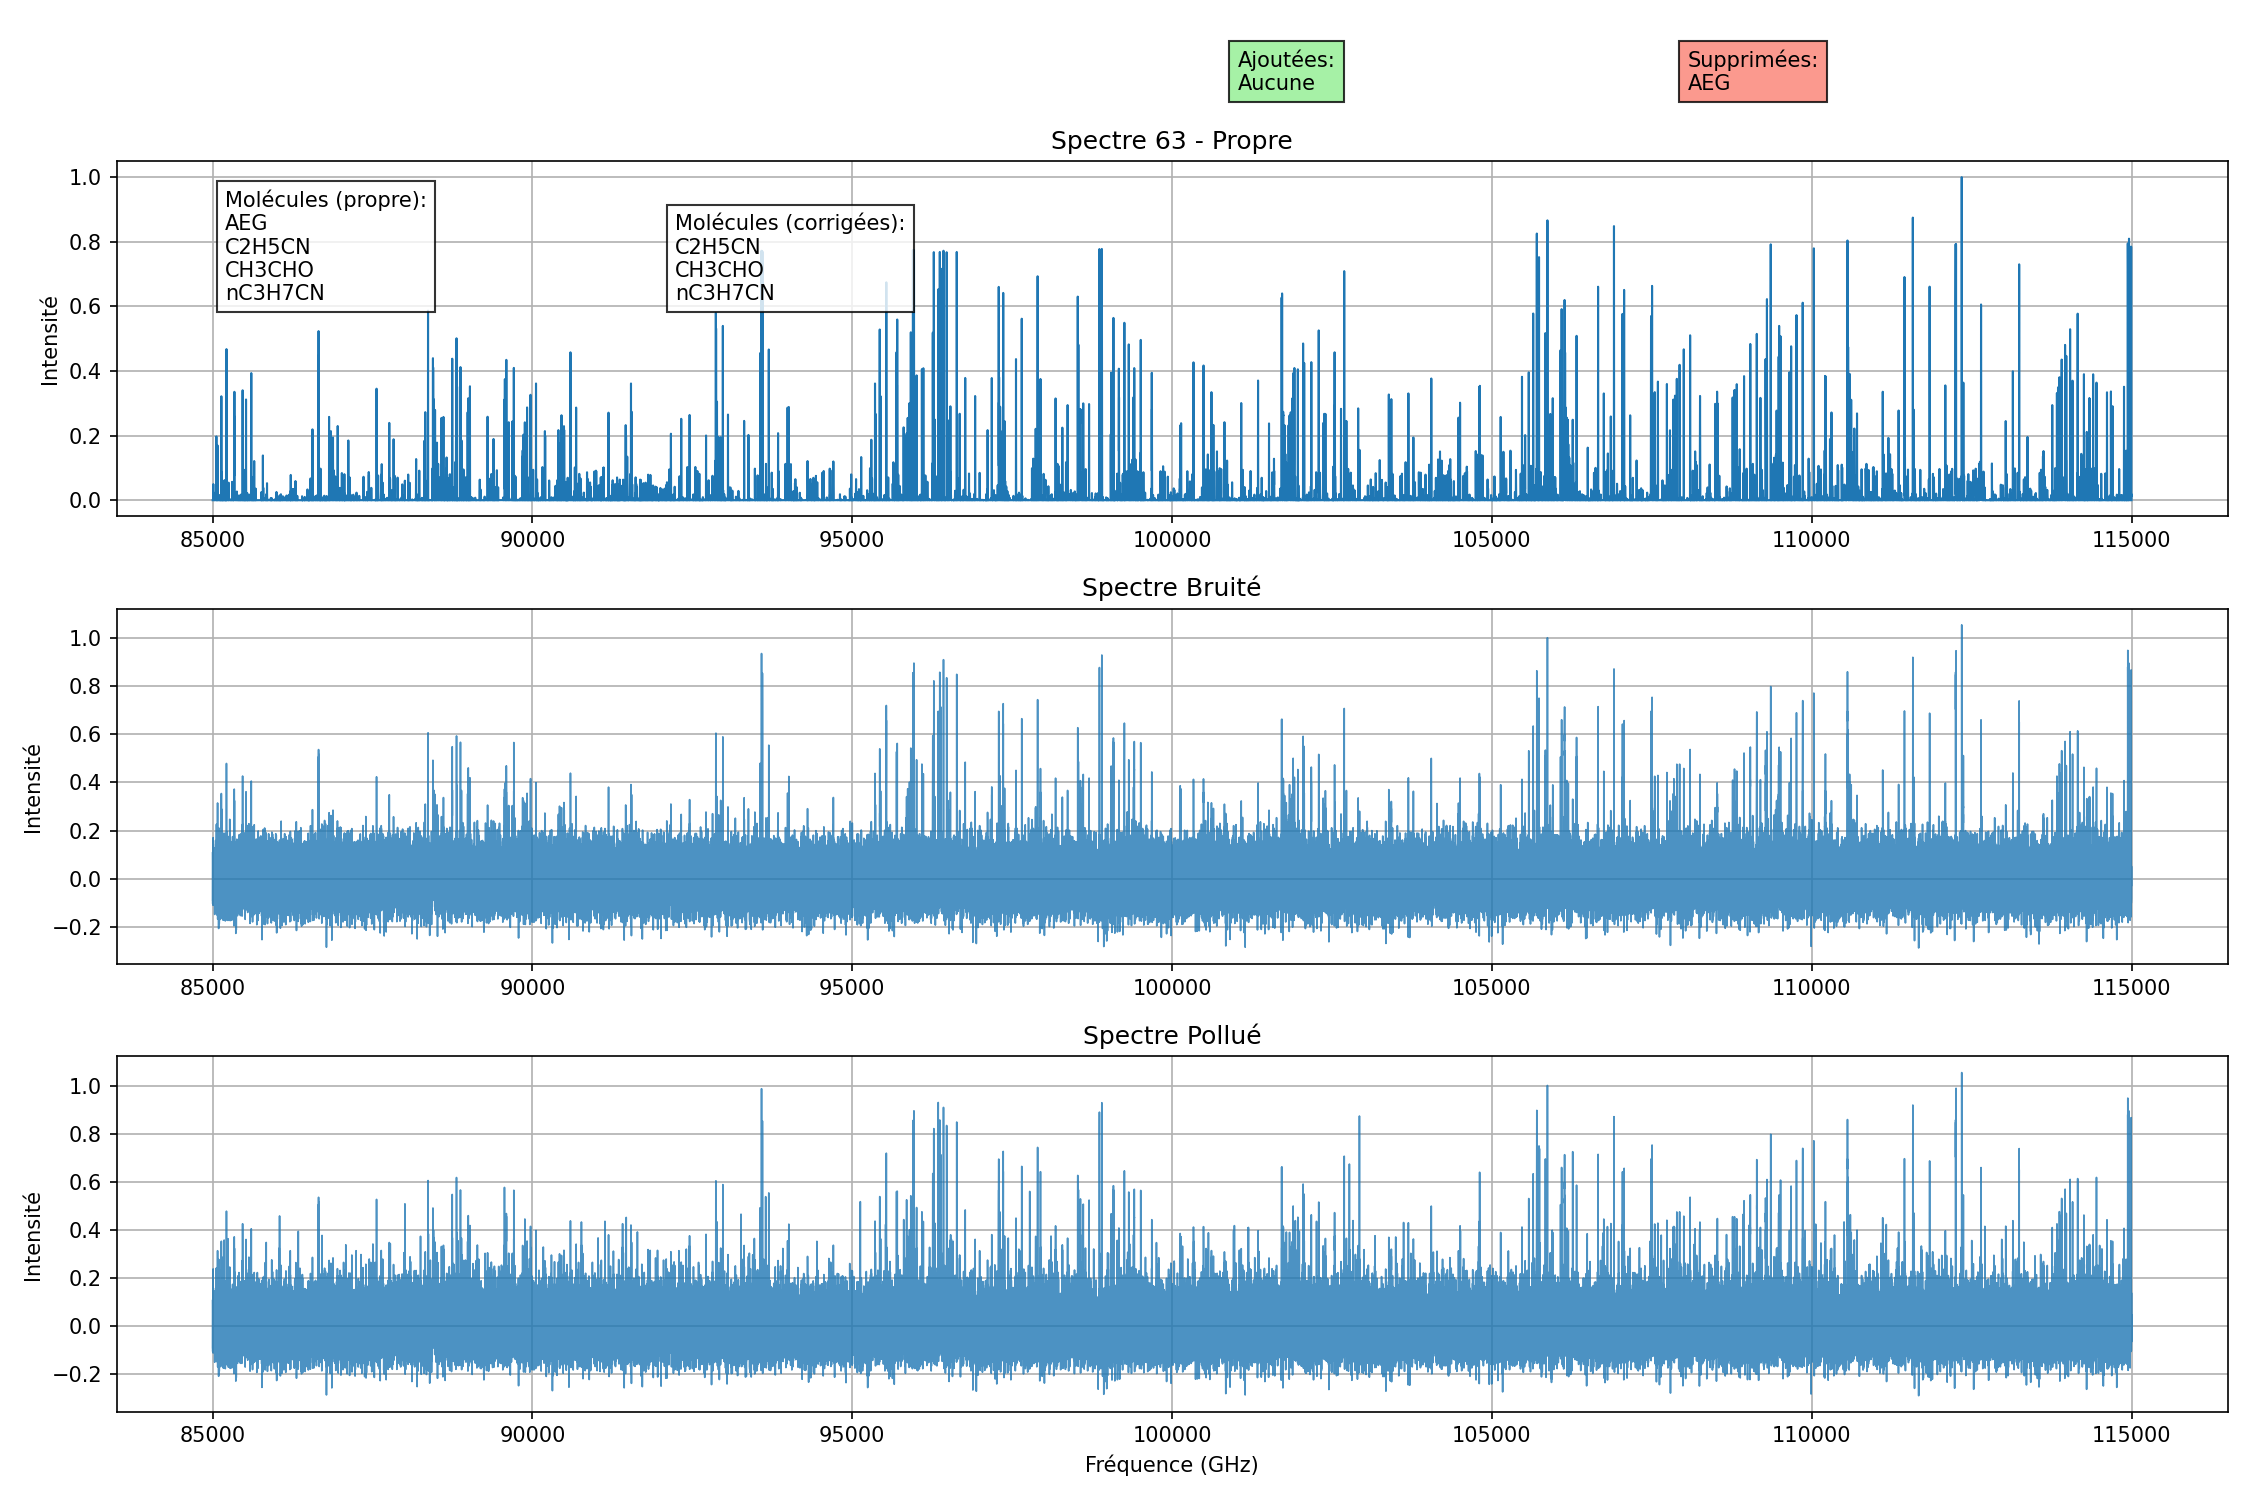 Ajoutées:
Aucune
Supprimées:
AEG
Spectre 63 - Propre
Intensité
1.0
0.8
0.6
0.4
0.2
0.0
Molécules (propre):
AEG
C2H5CN
CH3CHO
nC3H7CN
Molécules (corrigées):
C2H5CN
CH3CHO
nC3H7CN
85000 90000 95000 100000 105000 110000 115000
Spectre Bruité
Intensité
1.0
0.8
0.6
0.4
0.2
0.0
−0.2
85000 90000 95000 100000 105000 110000 115000
Spectre Pollué
Intensité
1.0
0.8
0.6
0.4
0.2
0.0
−0.2
85000 90000 95000 100000 105000 110000 115000
Fréquence (GHz)